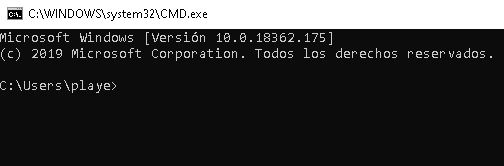 C:\WINDOWS\system32\CMD.exe
Microsoft Windows [Versión 10.0.18362.175]
(c) 2019 Microsoft Corporation. Todos los derechos reservados.
C:\Users\playe>